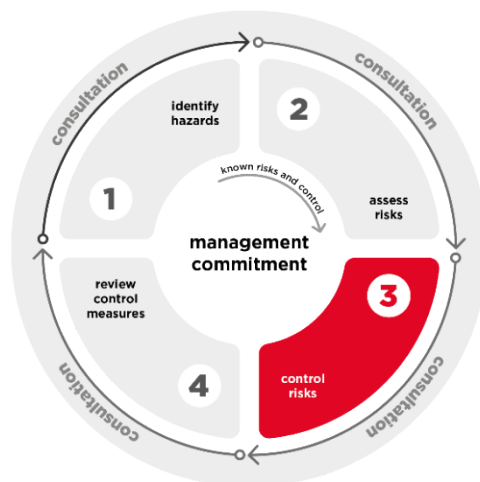 consultation
consultation
identify
hazards
1
2
assess
risks
known risks and control
management
commitment
3
control
risks
review
control
measures
4
consultation
consultation